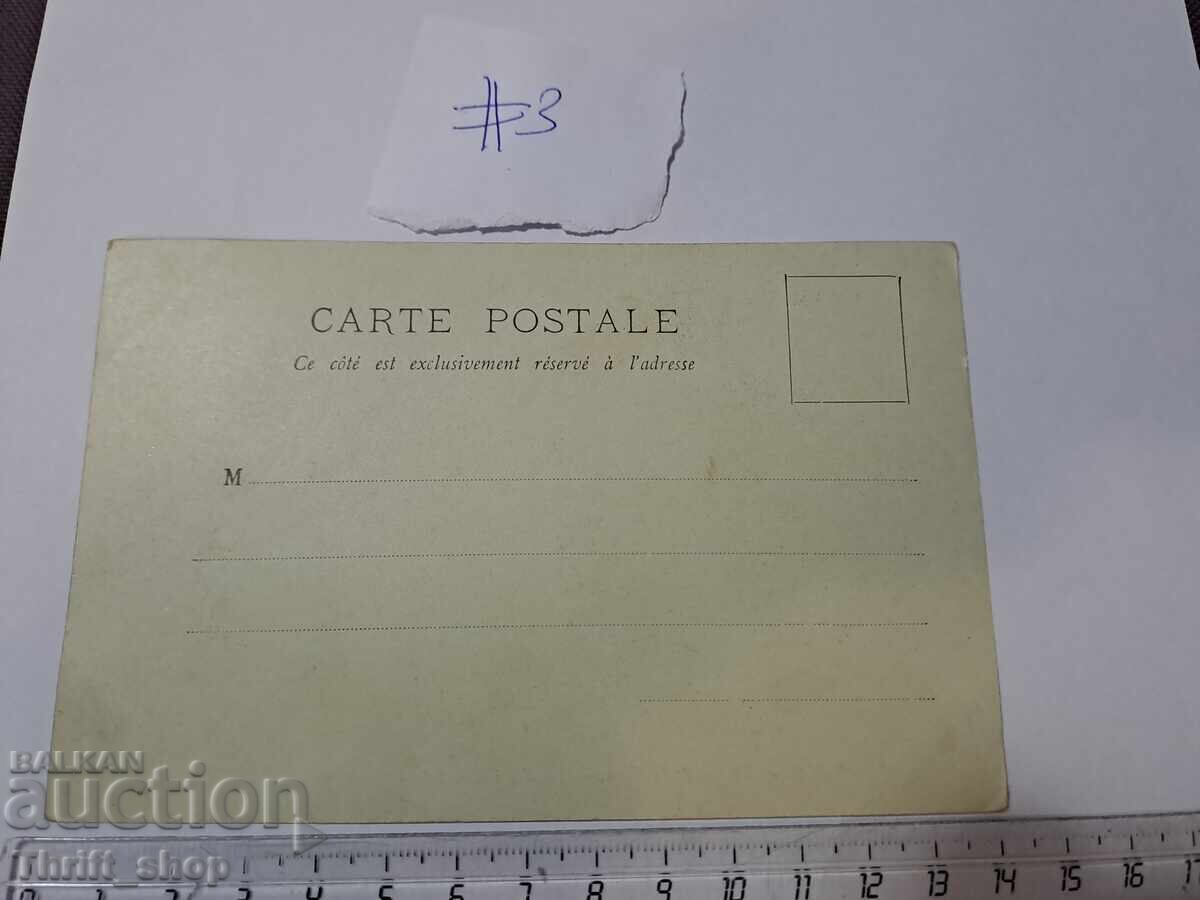 #3
CARTE POSTALE
Ce côté est exclusivement réservé à l'adresse
M
BALKAN
auction
Thrift_shop
0 1 2 3 4 5 6 7 8 9 10 11 12 13 14 15 16 17